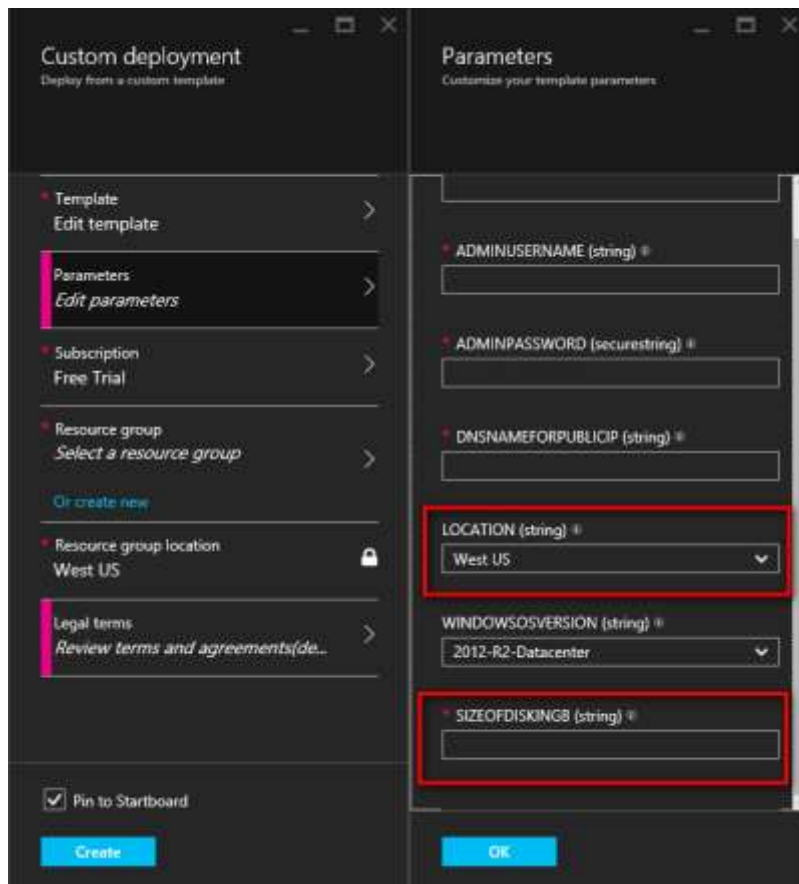 Custom deployment
Deploy from a custom template
* Template
Edit template
Parameters
Edit parameters
* Subscription
Free Trial
* Resource group
Select a resource group
Or create new
* Resource group location
West US
Legal terms
Review terms and agreements(de...
Pin to Startboard
Create
Parameters
Customize your template parameters
* ADMINUSERNAME (string)
* ADMINPASSWORD (securestring)
* DNSNAMEFORPUBLICIP (string)
LOCATION (string)
West US
WINDOWSOSVERSION (string)
2012-R2-Datacenter
* SIZEOFDISKINGB (string)
OK